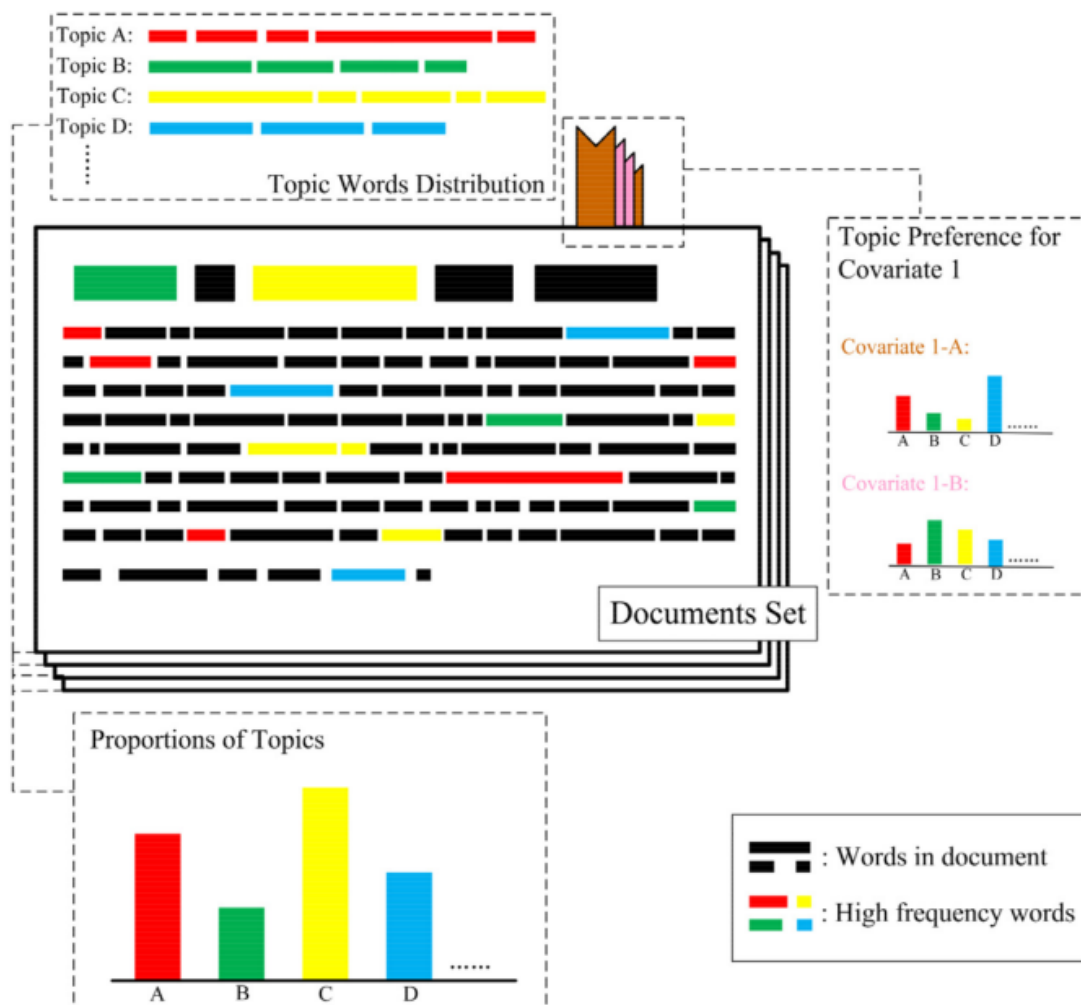 Topic A:
Topic B:
Topic C:
Topic D:
......
Topic Words Distribution
Topic Preference for
Covariate 1
Covariate 1-A:
A B C D ......
Covariate 1-B:
A B C D ......
Documents Set
Proportions of Topics
A B C D ......
: Words in document
: High frequency words